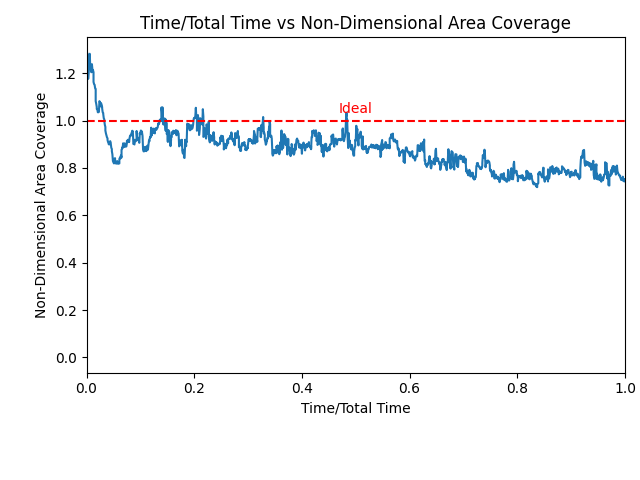 Time/Total Time vs Non-Dimensional Area Coverage
Non-Dimensional Area Coverage
1.2
1.0
0.8
0.6
0.4
0.2
0.0
Ideal
0.0 0.2 0.4 0.6 0.8 1.0
Time/Total Time